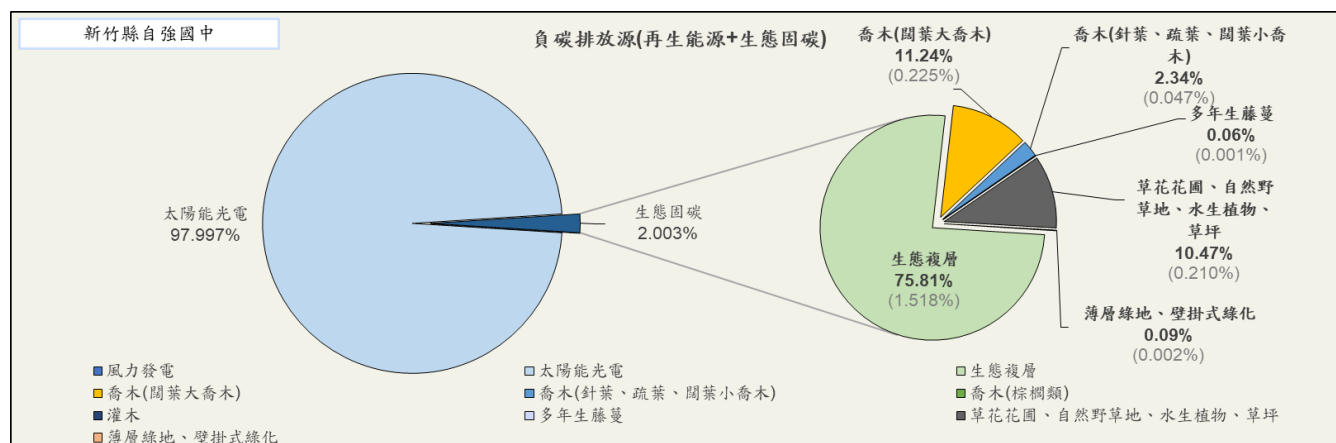 新竹縣自強國中
負碳排放源(再生能源+生態固碳)
太陽能光電
97.997%
生態固碳
2.003%
喬木(闊葉大喬木)
11.24%
(0.225%)
喬木(針葉、疏葉、闊葉小喬
木)
2.34%
(0.047%)
多年生藤蔓
0.06%
(0.001%)
草花花圃、自然野
草地、水生植物、
草坪
10.47%
(0.210%)
生態複層
75.81%
(1.518%)
薄層綠地、壁掛式綠化
0.09%
(0.002%)
風力發電
太陽能光電
生態複層
喬木(闊葉大喬木)
喬木(針葉、疏葉、闊葉小喬木)
喬木(棕櫚類)
灌木
多年生藤蔓
草花花圃、自然野草地、水生植物、草坪
薄層綠地、壁掛式綠化